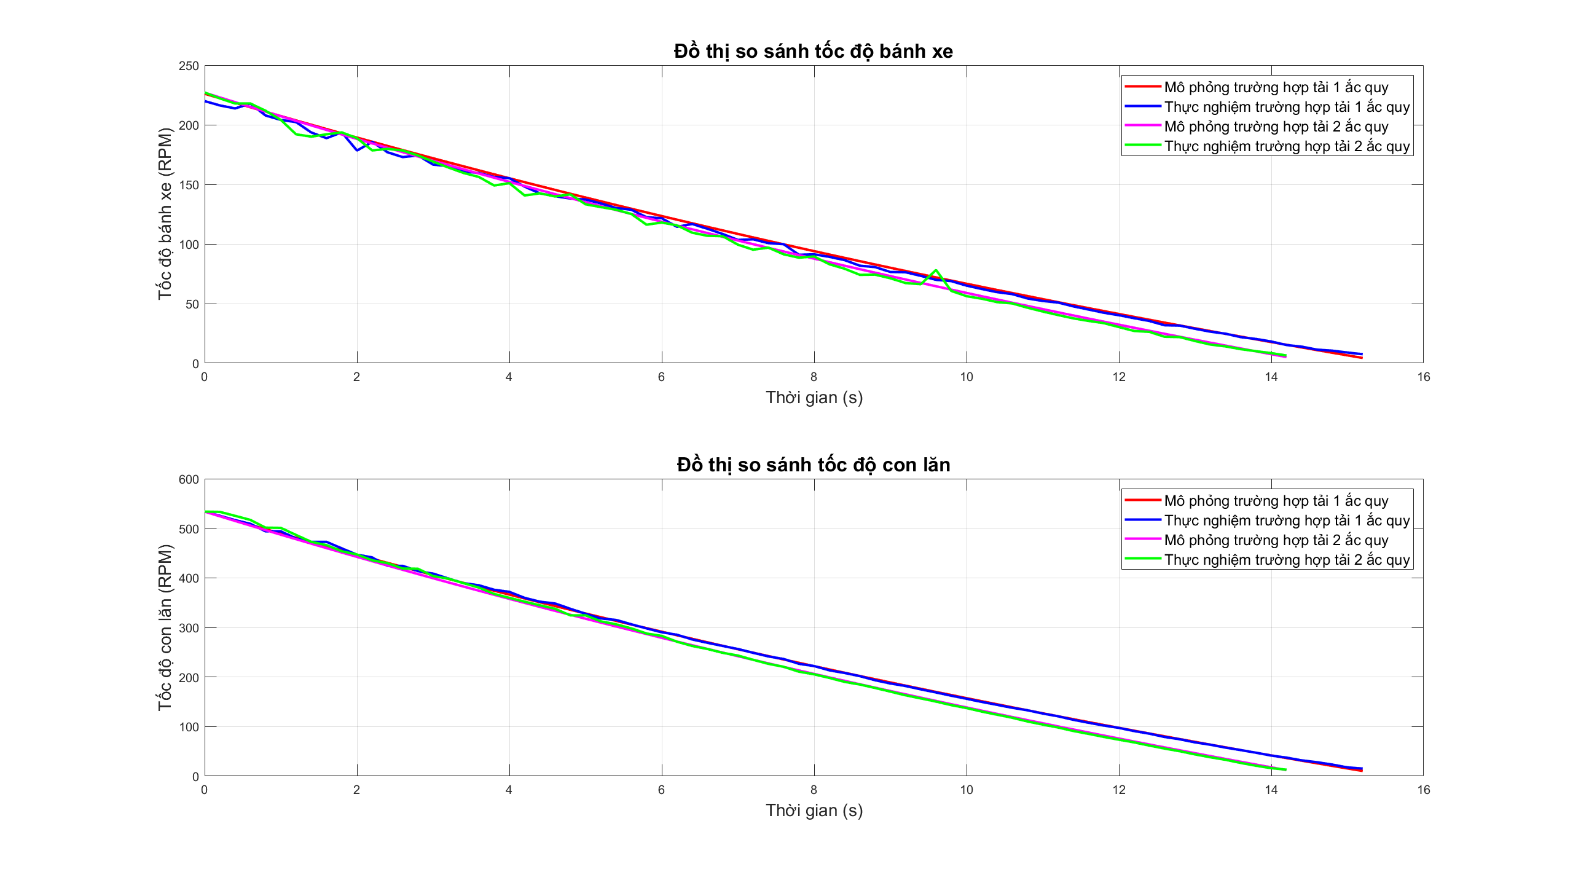 Đồ thị so sánh tốc độ bánh xe
Tốc độ bánh xe (RPM)
250
200
150
100
50
0
Mô phỏng trường hợp tải 1 ắc quy
Thực nghiệm trường hợp tải 1 ắc quy
Mô phỏng trường hợp tải 2 ắc quy
Thực nghiệm trường hợp tải 2 ắc quy
0 2 4 6 8 10 12 14 16
Thời gian (s)
Đồ thị so sánh tốc độ con lăn
Tốc độ con lăn (RPM)
600
500
400
300
200
100
0
Mô phỏng trường hợp tải 1 ắc quy
Thực nghiệm trường hợp tải 1 ắc quy
Mô phỏng trường hợp tải 2 ắc quy
Thực nghiệm trường hợp tải 2 ắc quy
0 2 4 6 8 10 12 14 16
Thời gian (s)